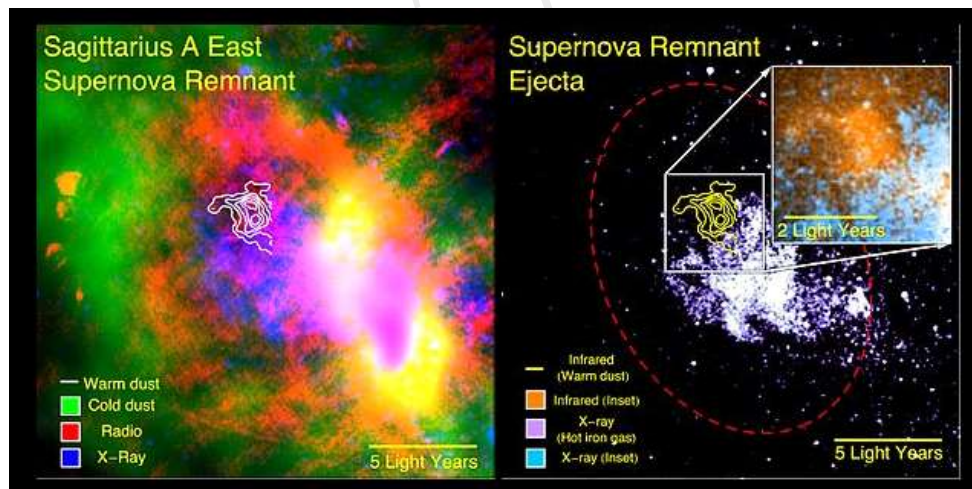 Sagittarius A East
Supernova Remnant
Warm dust
Cold dust
Radio
X-Ray
5 Light Years
Supernova Remnant
Ejecta
2 Light Years
Infrared
(Warm dust)
Infrared (Inset)
X-ray
(Hot iron gas)
X-ray (Inset)
5 Light Years